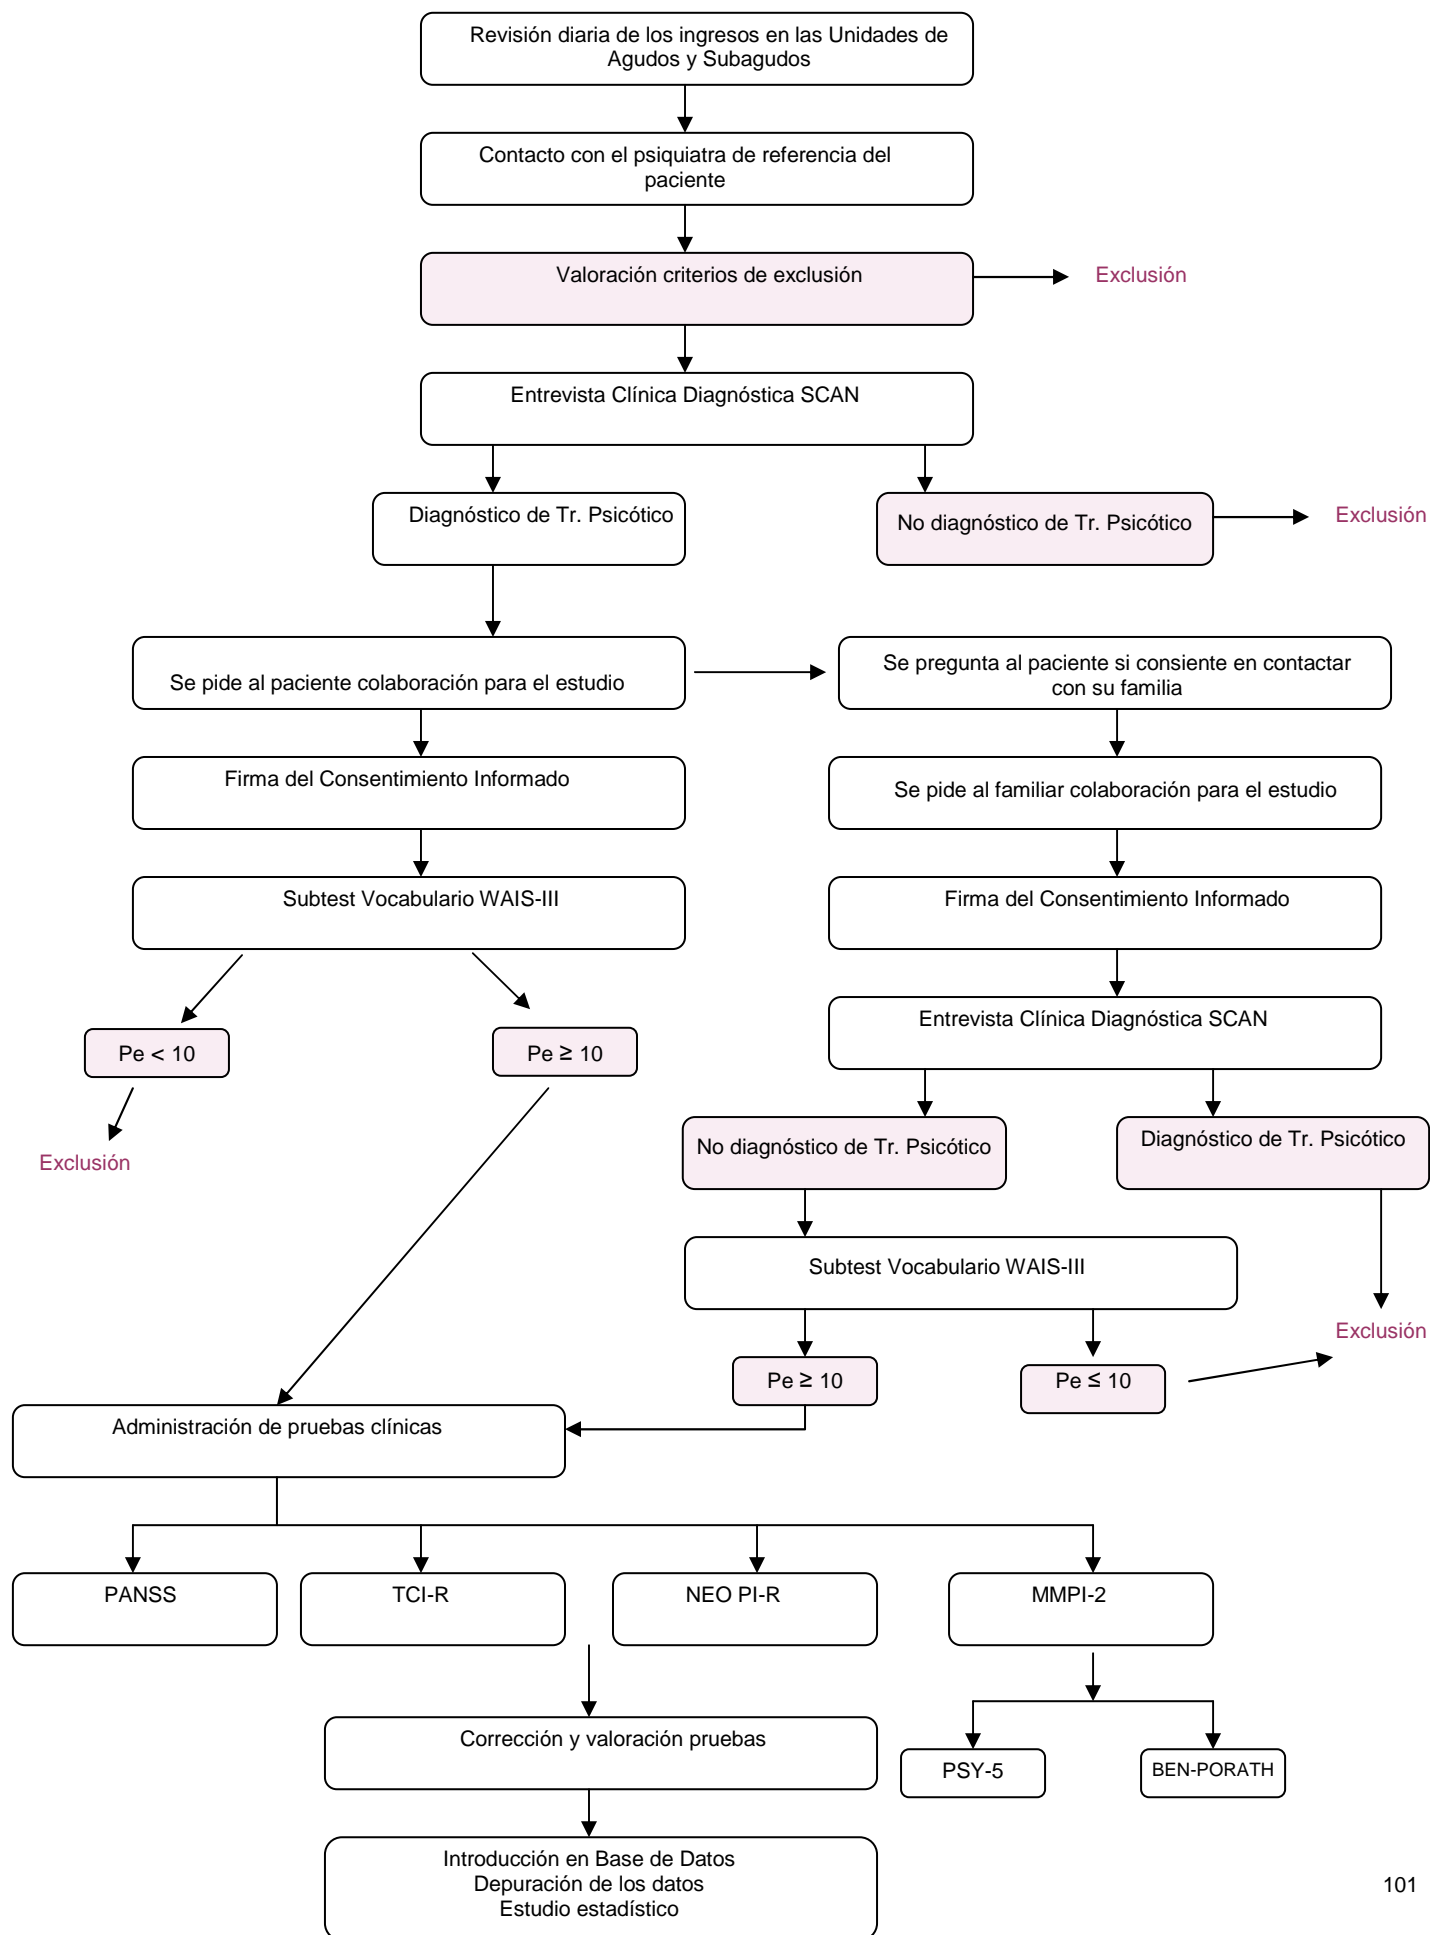 Revisión diaria de los ingresos en las Unidades de
Agudos y Subagudos
Contacto con el psiquiatra de referencia del
paciente
Valoración criterios de exclusión
Exclusión
Entrevista Clínica Diagnóstica SCAN
Diagnóstico de Tr. Psicótico
No diagnóstico de Tr. Psicótico
Exclusión
Se pide al paciente colaboración para el estudio
Se pregunta al paciente si consiente en contactar
con su familia
Firma del Consentimiento Informado
Se pide al familiar colaboración para el estudio
Subtest Vocabulario WAIS-III
Firma del Consentimiento Informado
Pe < 10
Pe ≥ 10
Entrevista Clínica Diagnóstica SCAN
Exclusión
No diagnóstico de Tr. Psicótico
Diagnóstico de Tr. Psicótico
Subtest Vocabulario WAIS-III
Exclusión
Pe ≥ 10
Pe ≤ 10
Administración de pruebas clínicas
PANSS
TCI-R
NEO PI-R
MMPI-2
Corrección y valoración pruebas
PSY-5
BEN-PORATH
Introducción en Base de Datos
Depuración de los datos
Estudio estadístico
101